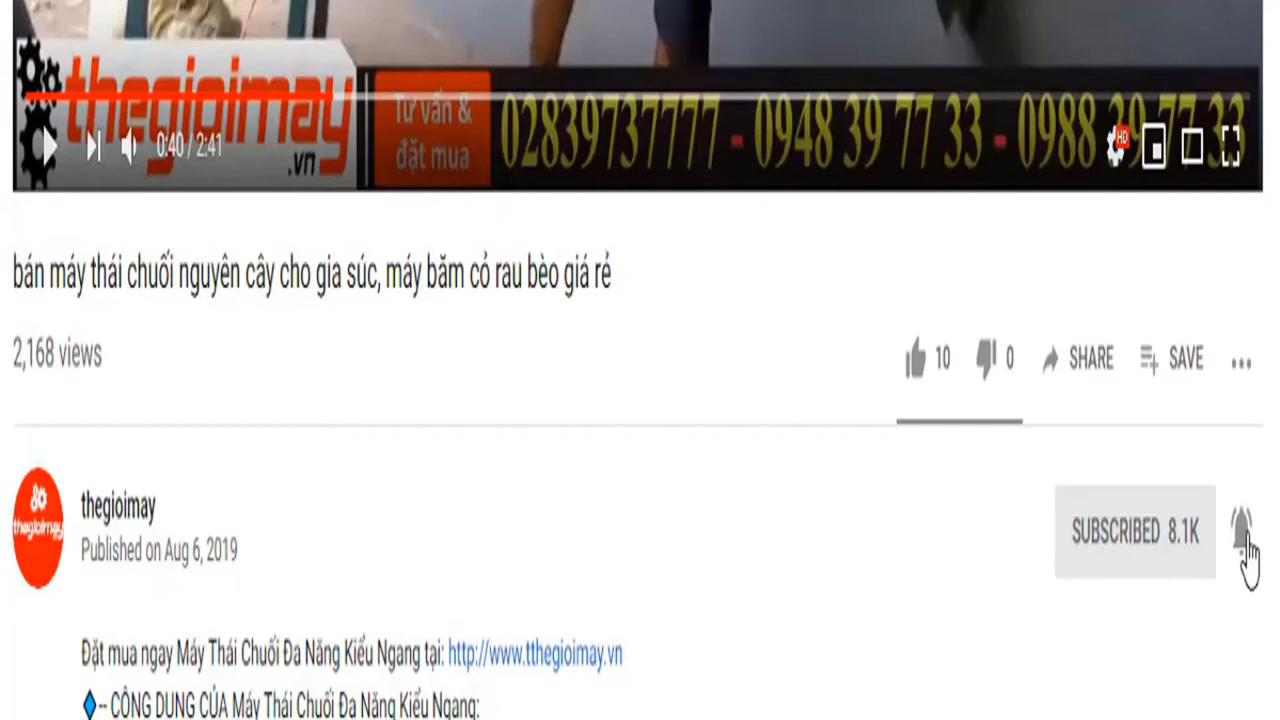 thegioimay
.vn
Tư vấn &
đặt mua
02839737777 - 0948 39 77 33 - 0988 39 77 33
HD
0:40 / 2:41
bán máy thái chuối nguyên cây cho gia súc, máy băm cỏ rau bèo giá rẻ
2,168 views
10 0 SHARE SAVE
thegioimay
thegioimay
Published on Aug 6, 2019
SUBSCRIBED 8.1K
Đặt mua ngay Máy Thái Chuối Đa Năng Kiểu Ngang tại: http://www.tthegioimay.vn
-- CÔNG DỤNG CỦA Máy Thái Chuối Đa Năng Kiểu Ngang: